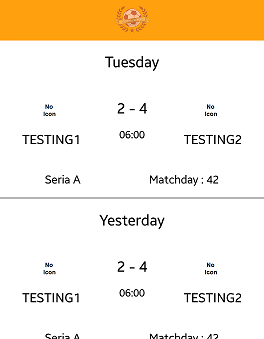 Tuesday
No Icon 2 - 4 No Icon
TESTING1 06:00 TESTING2
Seria A Matchday : 42
Yesterday
No Icon 2 - 4 No Icon
TESTING1 06:00 TESTING2
Seria A Matchday : 42